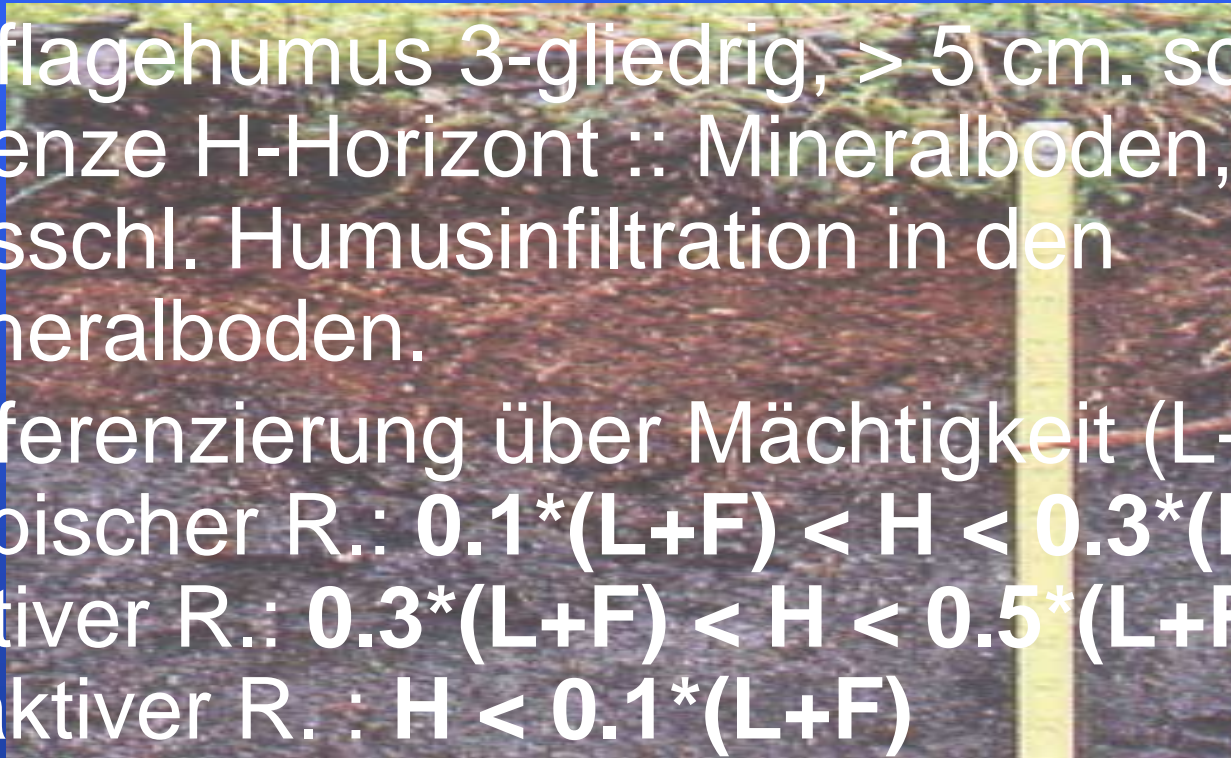 flagehumus 3-gliedrig, > 5 cm. sc
enze H-Horizont :: Mineralboden,
sschl. Humusinfiltration in den
neralboden.
ferenzierung über Mächtigkeit (L+
pischer R.: 0.1*(L+F) < H < 0.3*(
tiver R.: 0.3*(L+F) < H < 0.5*(L+F
aktiver R. : H < 0.1*(L+F)